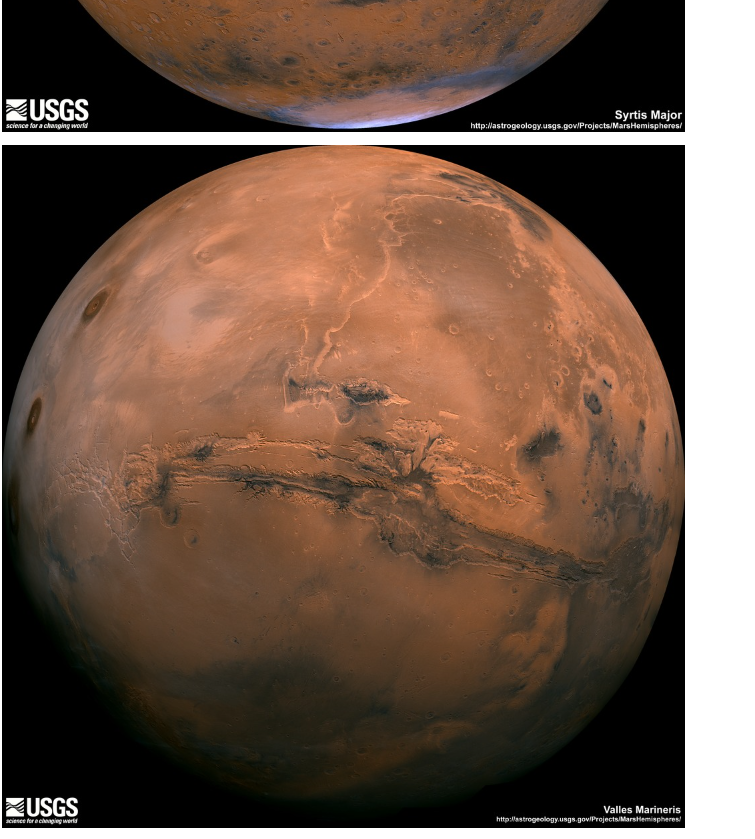 USGS
science for a changing world
Syrtis Major
http://astrogeology.usgs.gov/Projects/MarsHemispheres/
USGS
science for a changing world
Valles Marineris
http://astrogeology.usgs.gov/Projects/MarsHemispheres/